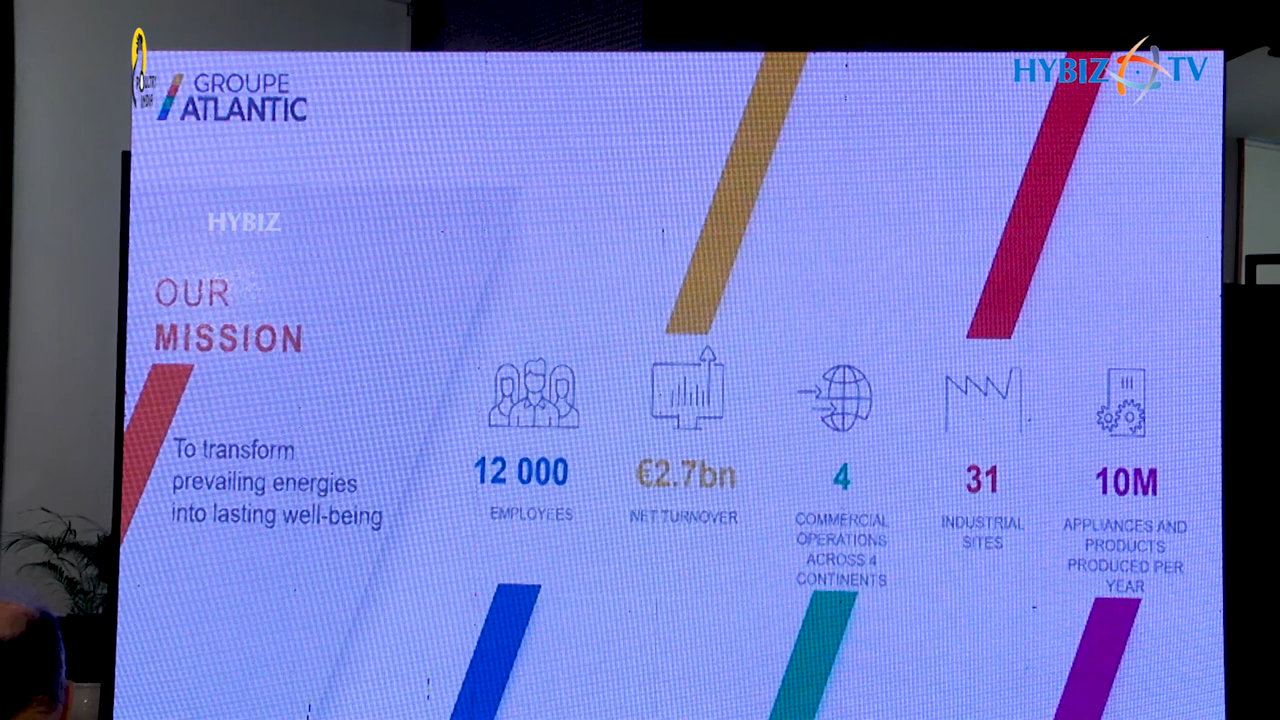 POULTRY
INDIA
GROUPE
ATLANTIC
HYBIZ TV
HYBIZ
OUR
MISSION
To transform
prevailing energies
into lasting well-being
12 000
EMPLOYEES
€2.7bn
NET TURNOVER
4
COMMERCIAL
OPERATIONS
ACROSS 4
CONTINENTS
31
INDUSTRIAL
SITES
10M
APPLIANCES AND
PRODUCTS
PRODUCED PER
YEAR